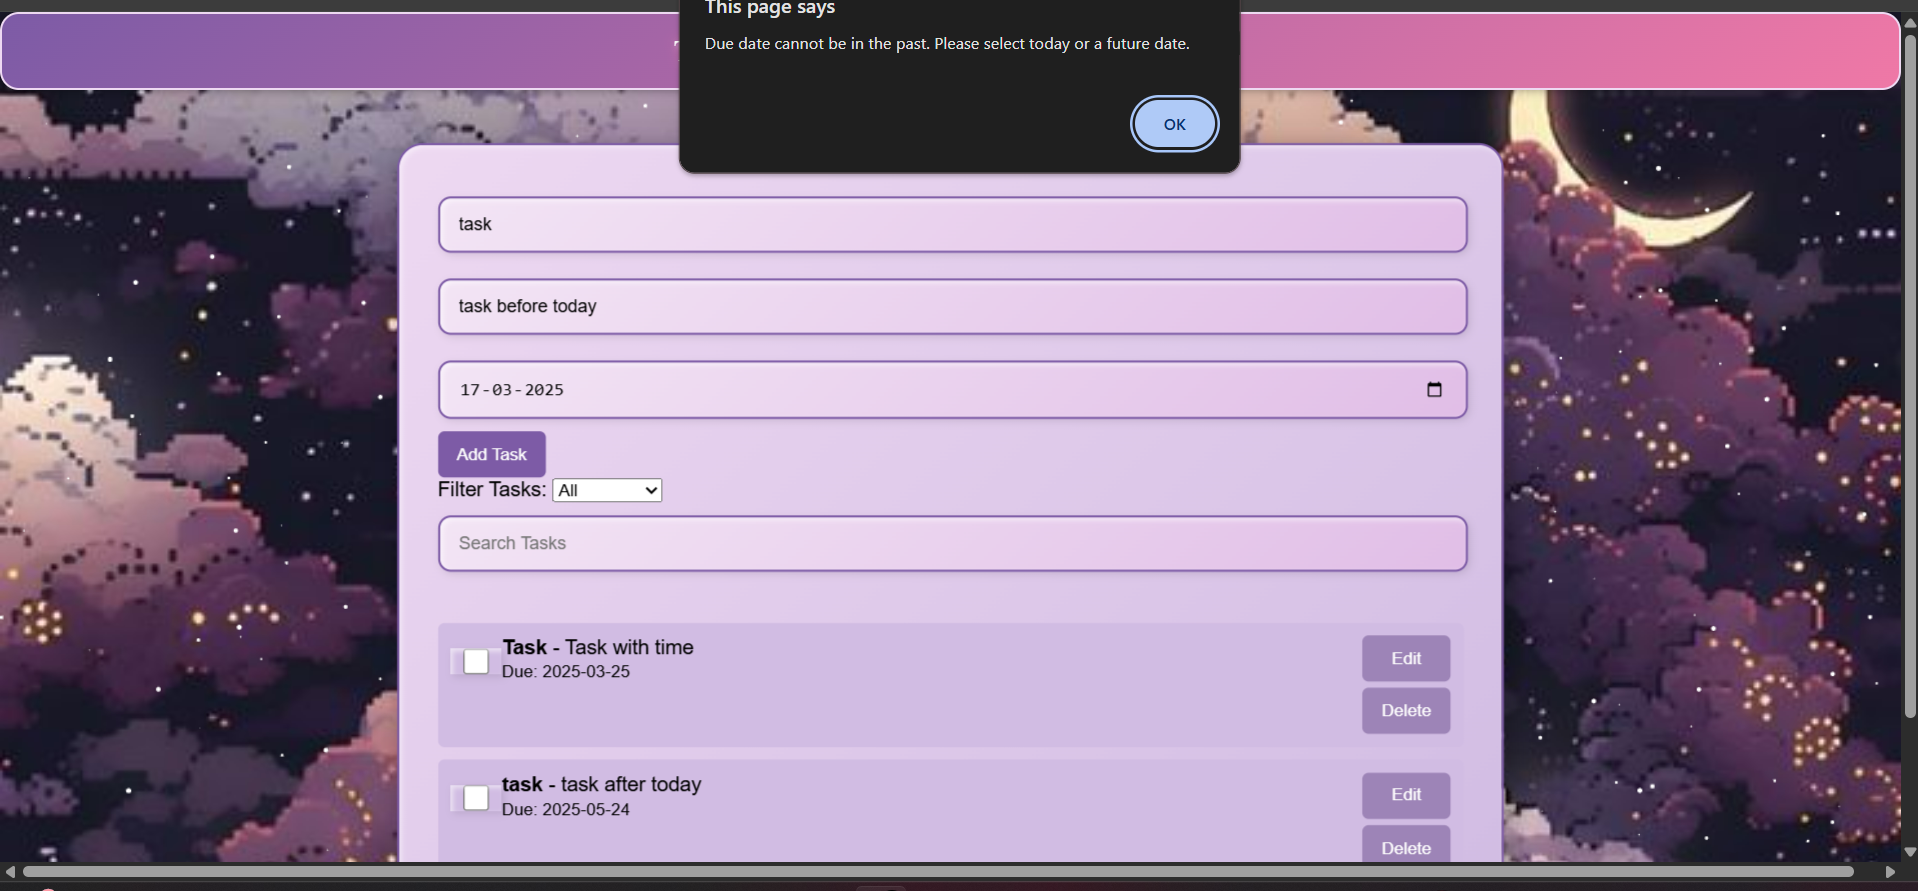 This page says
Due date cannot be in the past. Please select today or a future date.
OK
task
task before today
17-03-2025
Add Task
Filter Tasks: All
Search Tasks
Task - Task with time
Due: 2025-03-25
Edit
Delete
task - task after today
Due: 2025-05-24
Edit
Delete